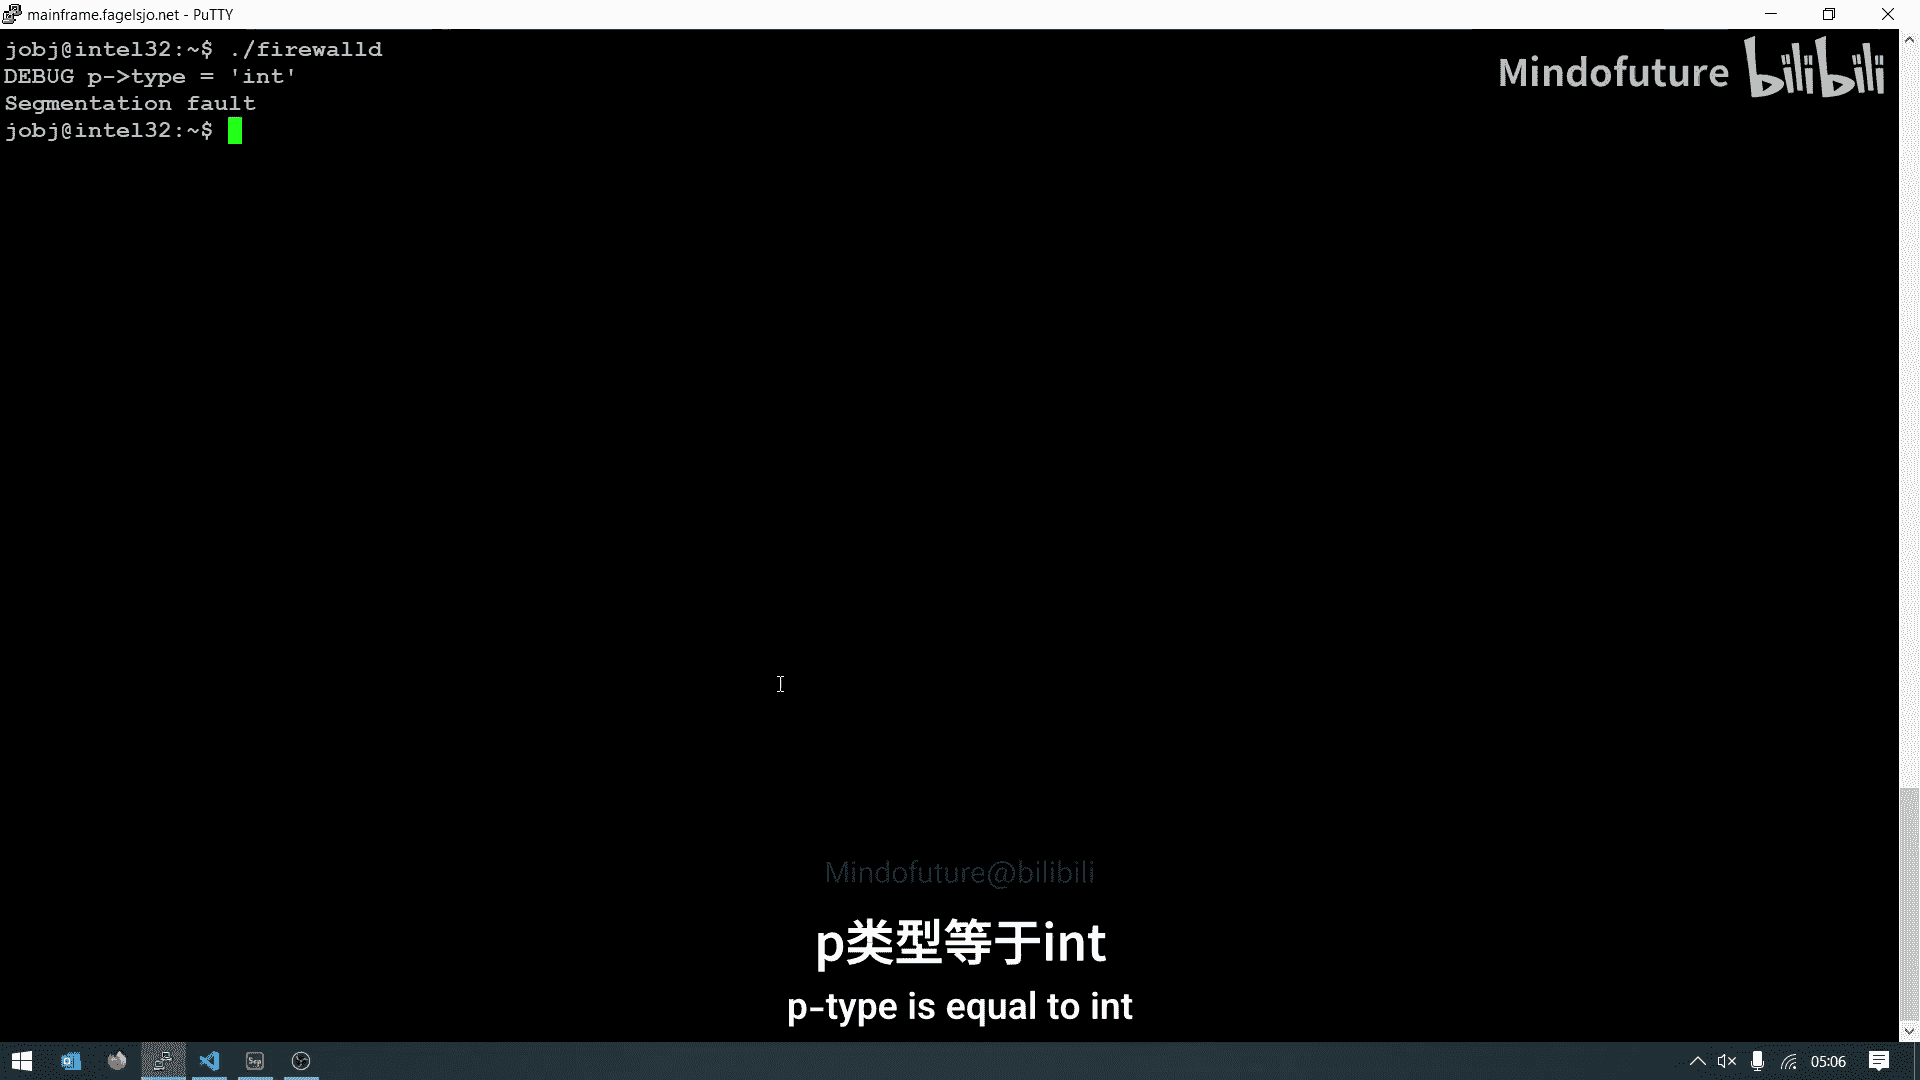 mainframe.fagelsjo.net - PuTTY
jobj@intel32:~$ ./firewalld
DEBUG p->type = 'int'
Segmentation fault
jobj@intel32:~$
Mindofuture bilibili
Mindofuture@bilibili
p类型等于int
p-type is equal to int
05:06